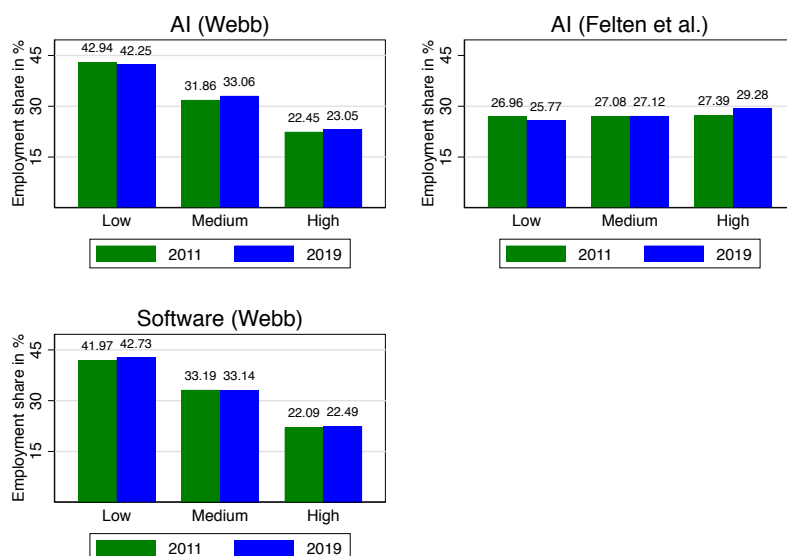 AI (Webb)
Employment share in %
45
30
15
42.94 42.25
31.86 33.06
22.45 23.05
Low Medium High
2011 2019
AI (Felten et al.)
Employment share in %
45
30
15
26.96 25.77
27.08 27.12
27.39 29.28
Low Medium High
2011 2019
Software (Webb)
Employment share in %
45
30
15
41.97 42.73
33.19 33.14
22.09 22.49
Low Medium High
2011 2019